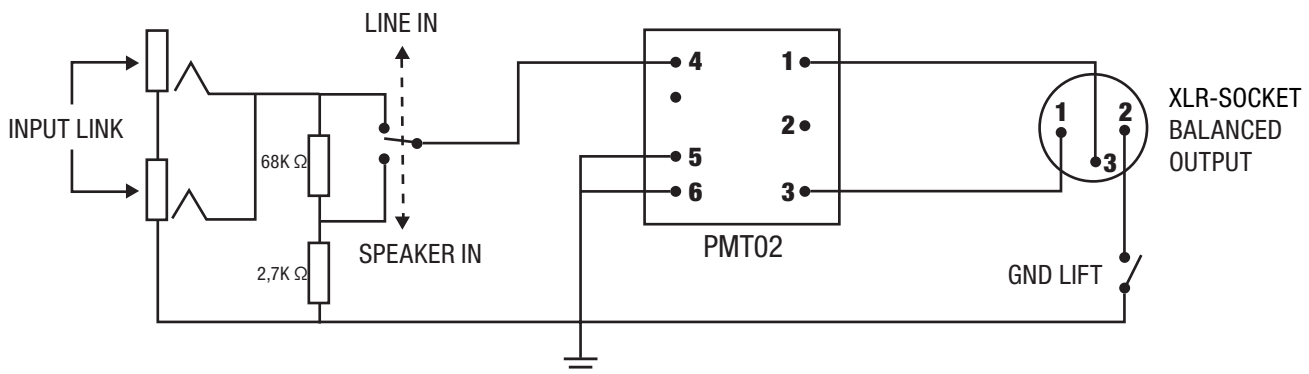 LINE IN
INPUT LINK
68K Ω
2,7K Ω
SPEAKER IN
4
5
6
1
2
3
PMT02
1
2
3
XLR-SOCKET
BALANCED
OUTPUT
GND LIFT